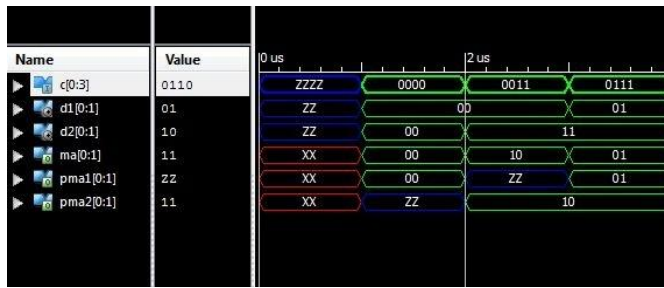 Name Value 0 us 2 us
c[0:3] 0110 ZZZZ 0000 0011 0111
d1[0:1] 01 ZZ 00 01
d2[0:1] 10 ZZ 00 11
ma[0:1] 11 XX 00 10 01
pma1[0:1] ZZ XX 00 ZZ 01
pma2[0:1] 11 XX ZZ 10